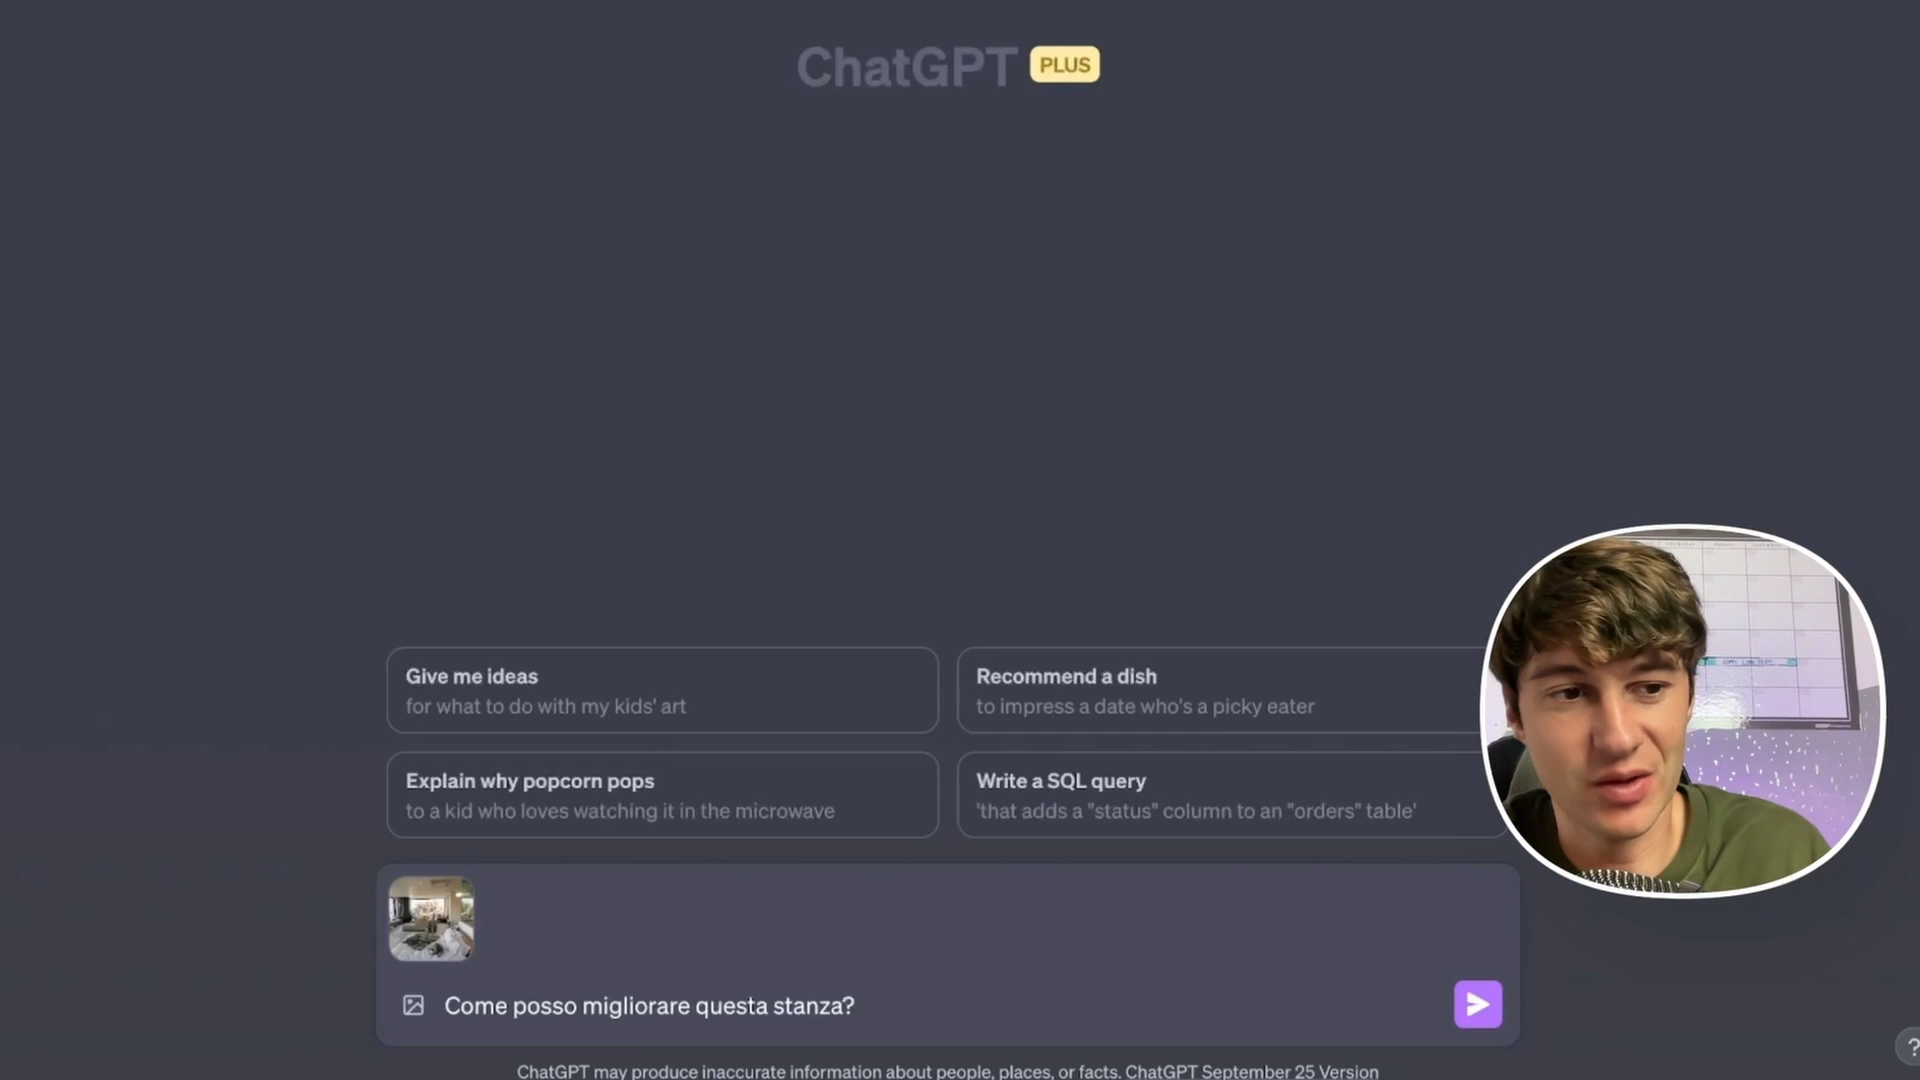 ChatGPT PLUS
Give me ideas
for what to do with my kids' art
Recommend a dish
to impress a date who's a picky eater
Explain why popcorn pops
to a kid who loves watching it in the microwave
Write a SQL query
'that adds a "status" column to an "orders" table'
Come posso migliorare questa stanza?
?
ChatGPT may produce inaccurate information about people, places, or facts. ChatGPT September 25 Version